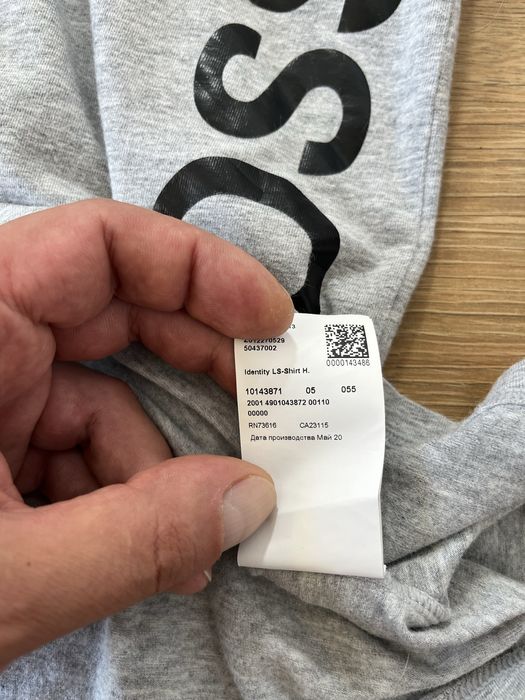 OSS
2012270529
50437002
0000143486
Identity LS-Shirt H.
10143871 05 055
2001 4901043872 00110
00000
RN73616 CA23115
Дата производства Май 20